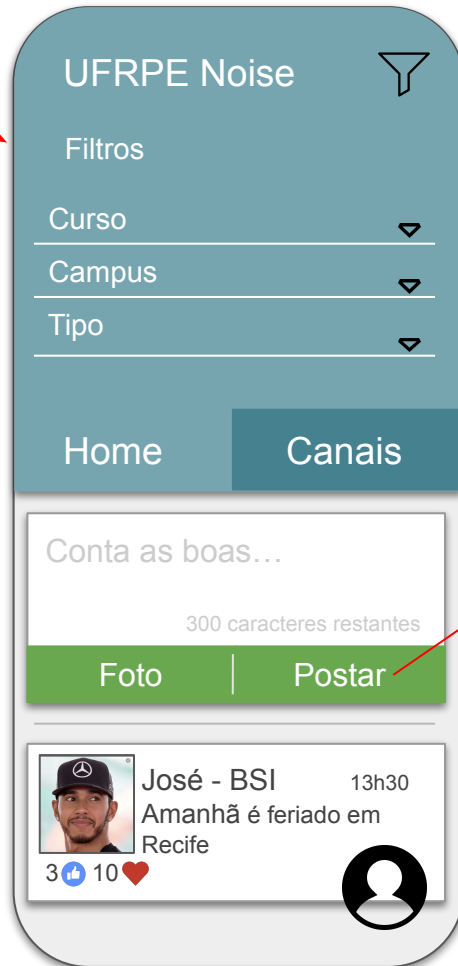 UFRPE Noise
Filtros
Curso
Campus
Tipo
Home Canais
Conta as boas...
300 caracteres restantes
Foto Postar
José - BSI 13h30
Amanhã é feriado em
Recife
3 10